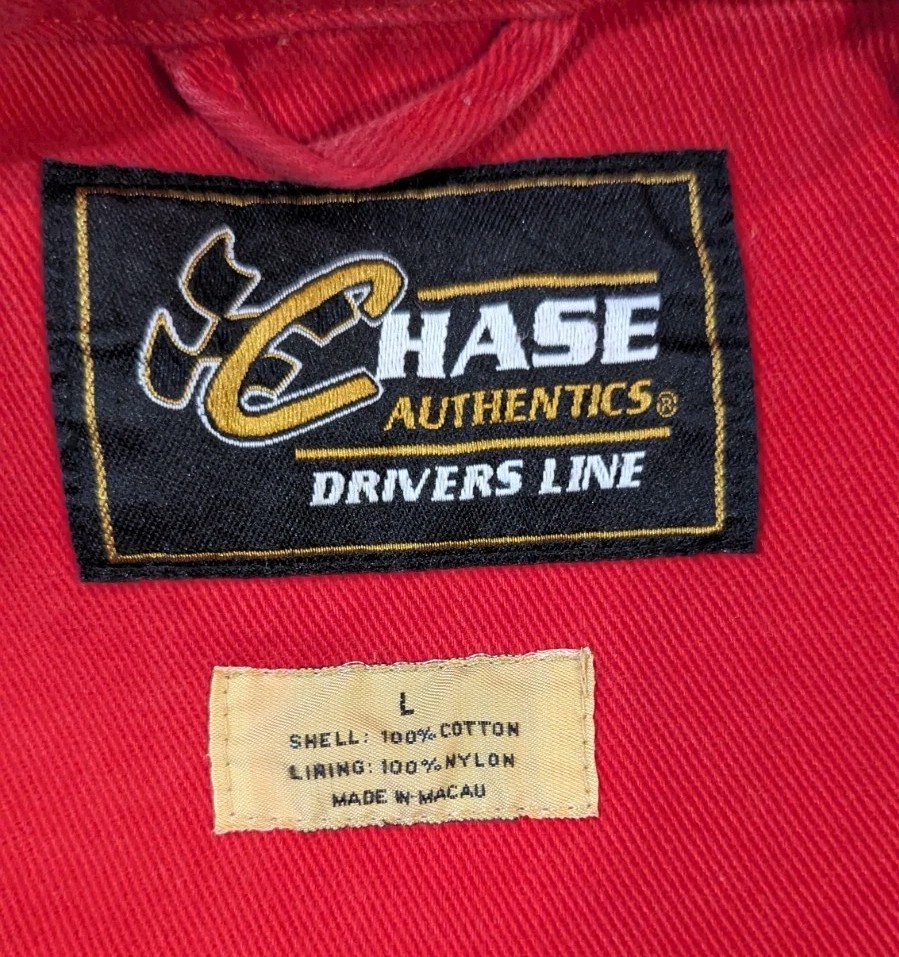 CHASE
AUTHENTICS®
DRIVERS LINE
L
SHELL: 100% COTTON
LINING: 100% NYLON
MADE IN MACAU